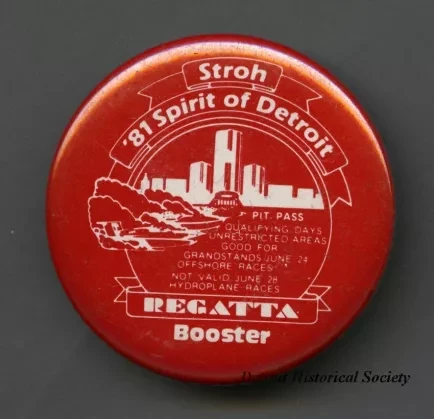 Stroh
'81 Spirit of Detroit
PIT PASS
QUALIFYING DAYS
UNRESTRICTED AREAS
GOOD FOR
GRANDSTANDS JUNE 24
OFFSHORE RACES
NOT VALID JUNE 28
HYDROPLANE RACES
REGATTA
Booster
Detroit Historical Society